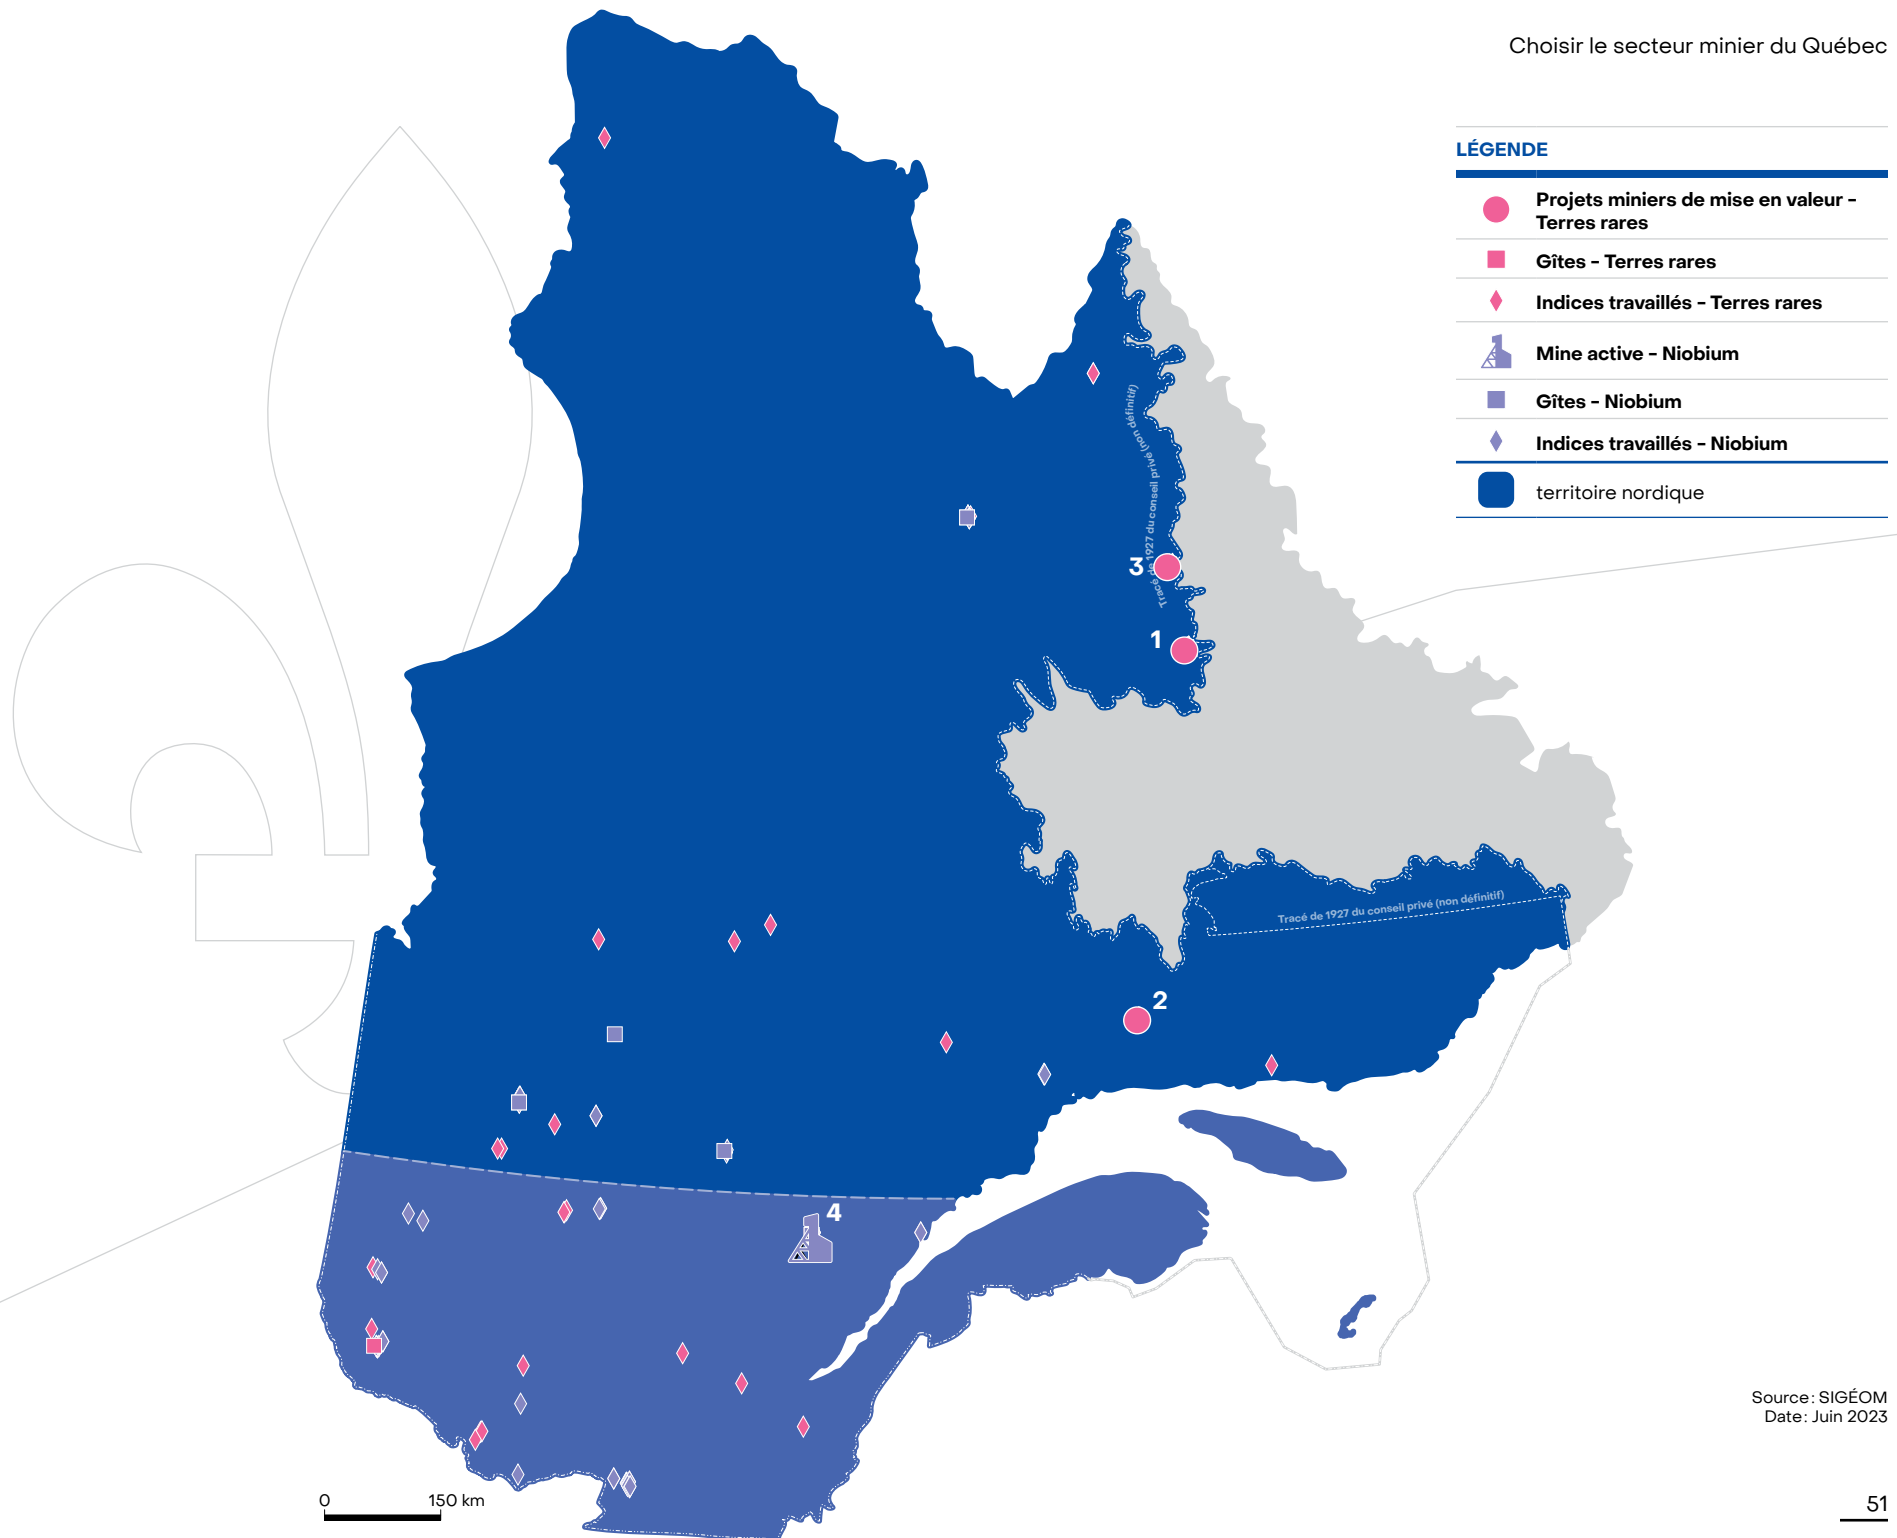 Choisir le secteur minier du Québec
LÉGENDE
Projets miniers de mise en valeur –
Terres rares
Gîtes – Terres rares
Indices travaillés – Terres rares
Mine active – Niobium
Gîtes – Niobium
Indices travaillés – Niobium
territoire nordique
Tracé de 1927 du conseil privé (non définitif)
3
1
Tracé de 1927 du conseil privé (non définitif)
2
4
Source : SIGÉOM
Date : Juin 2023
0 150 km
51